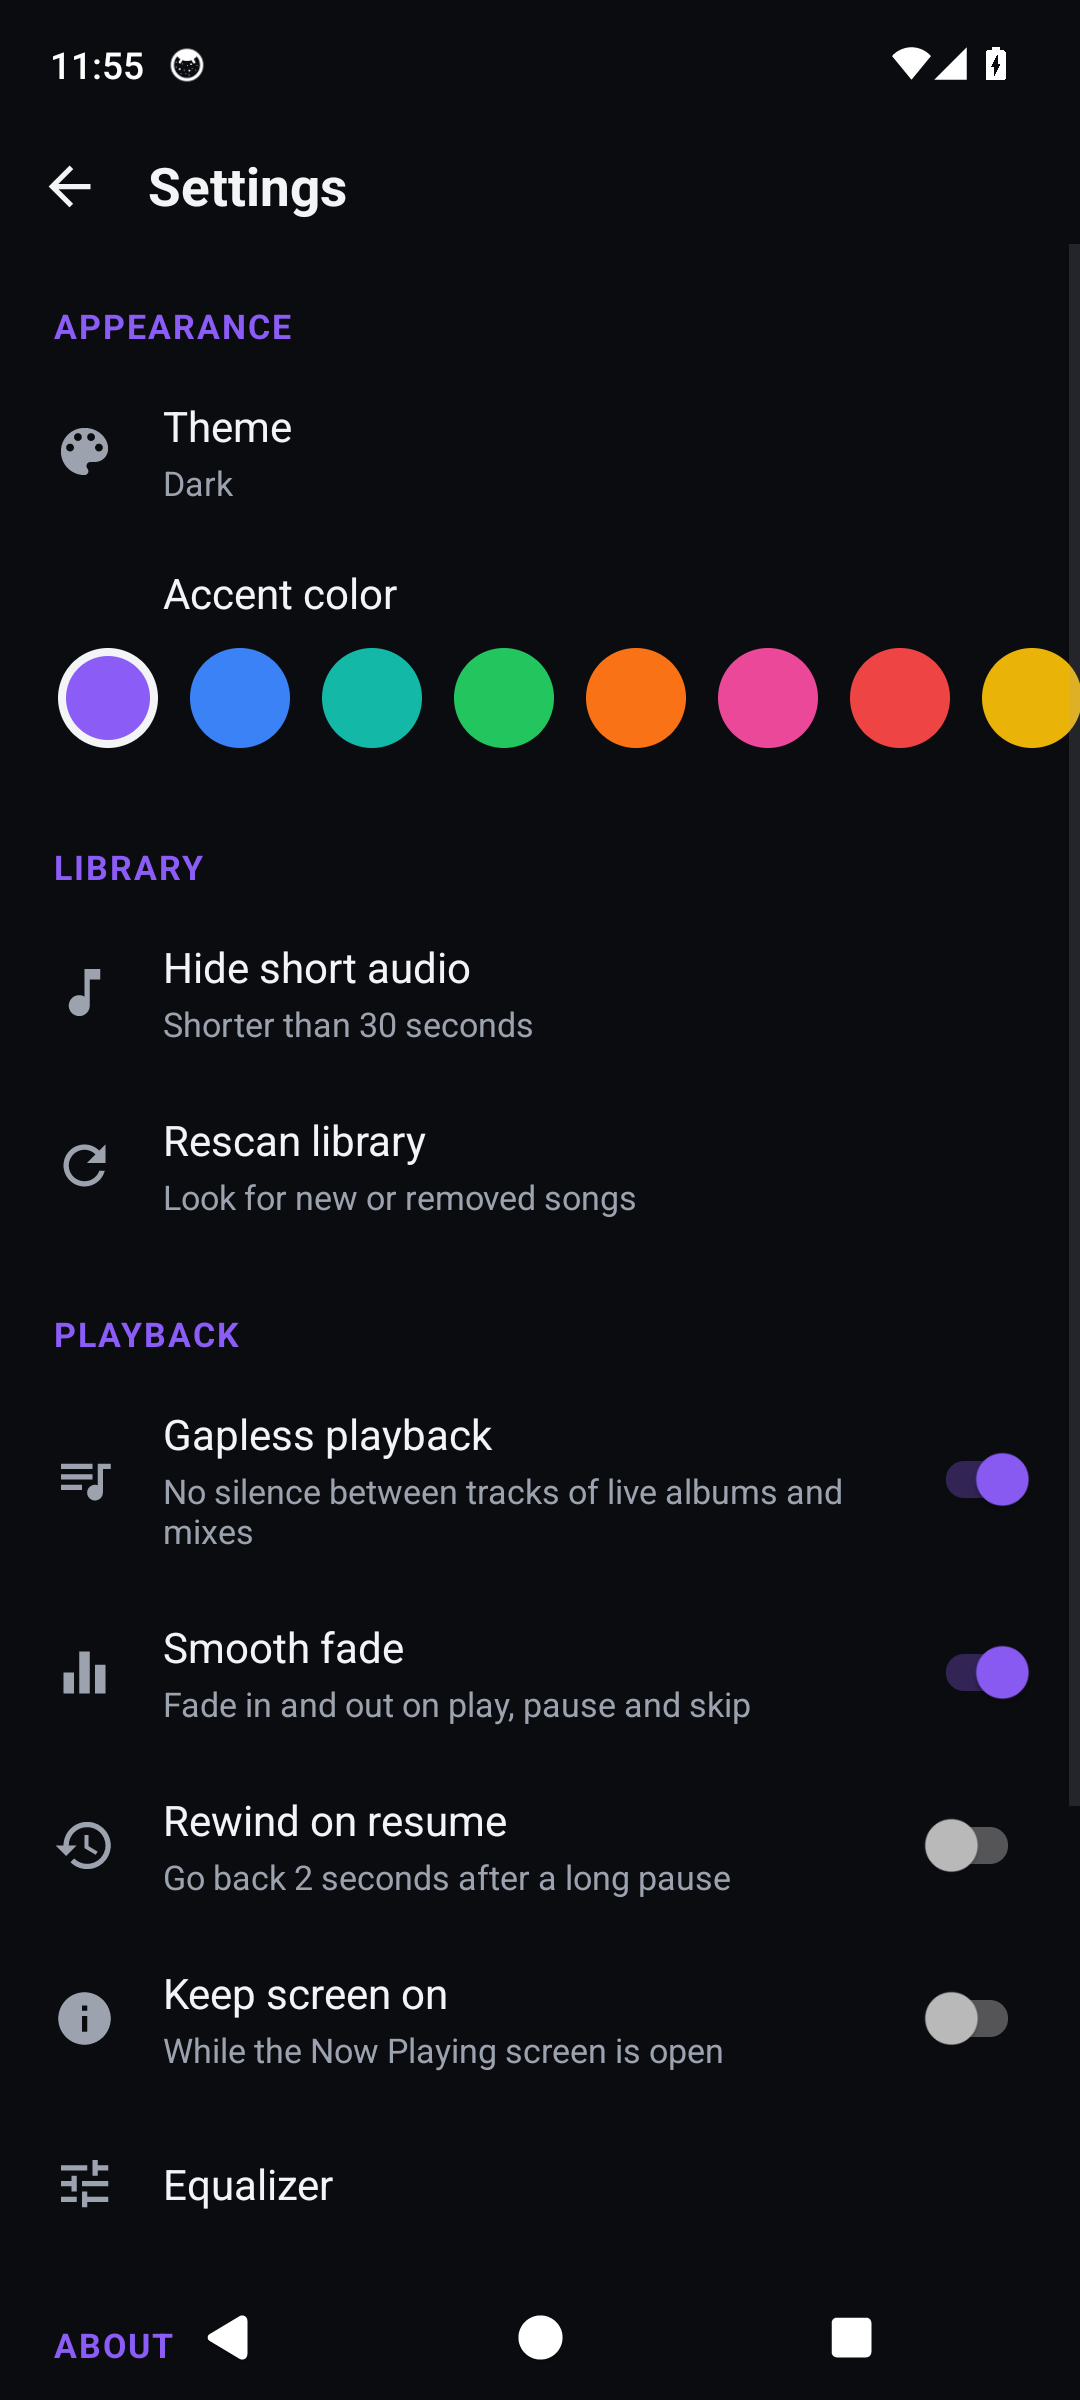 11:55
Settings
APPEARANCE
Theme
Dark
Accent color
LIBRARY
Hide short audio
Shorter than 30 seconds
Rescan library
Look for new or removed songs
PLAYBACK
Gapless playback
No silence between tracks of live albums and
mixes
Smooth fade
Fade in and out on play, pause and skip
Rewind on resume
Go back 2 seconds after a long pause
Keep screen on
While the Now Playing screen is open
Equalizer
ABOUT